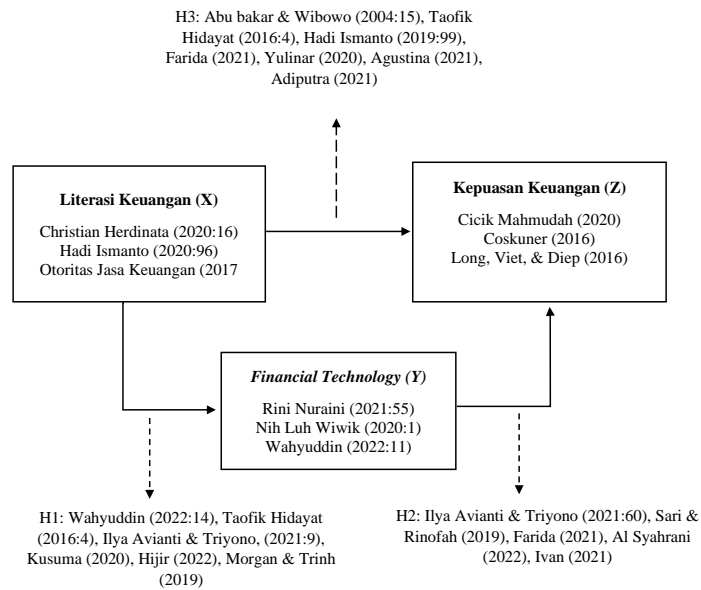 H3: Abu bakar & Wibowo (2004:15), Taofik
Hidayat (2016:4), Hadi Ismanto (2019:99),
Farida (2021), Yulinar (2020), Agustina (2021),
Adiputra (2021)
Literasi Keuangan (X)
Christian Herdinata (2020:16)
Hadi Ismanto (2020:96)
Otoritas Jasa Keuangan (2017
Kepuasan Keuangan (Z)
Cicik Mahmudah (2020)
Coskuner (2016)
Long, Viet, & Diep (2016)
Financial Technology (Y)
Rini Nuraini (2021:55)
Nih Luh Wiwik (2020:1)
Wahyuddin (2022:11)
H1: Wahyuddin (2022:14), Taofik Hidayat
(2016:4), Ilya Avianti & Triyono, (2021:9),
Kusuma (2020), Hijir (2022), Morgan & Trinh
(2019)
H2: Ilya Avianti & Triyono (2021:60), Sari &
Rinofah (2019), Farida (2021), Al Syahrani
(2022), Ivan (2021)